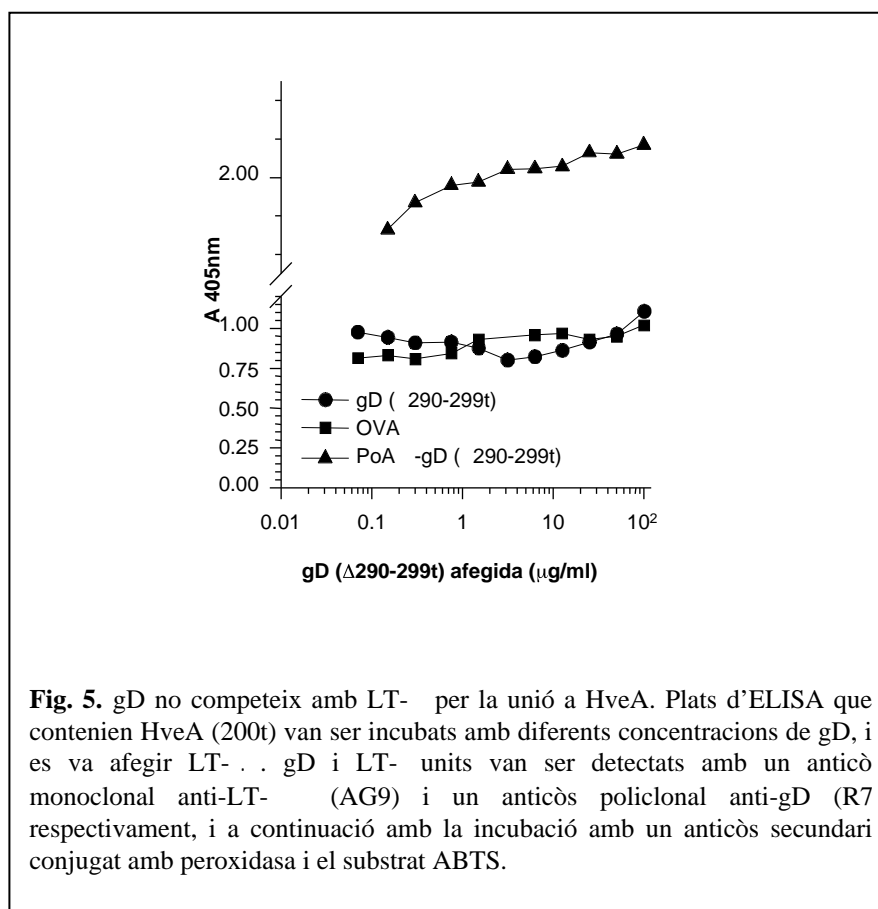 2.00
A 405nm
1.00
0.75
gD ( 290-299t)
0.50
OVA
0.25
PoA -gD ( 290-299t)
0.00
0.01 0.1 1 10 10²
gD (Δ290-299t) afegida (μg/ml)
Fig. 5. gD no competeix amb LT- per la unió a HveA. Plats d’ELISA que
contenien HveA (200t) van ser incubats amb diferents concentracions de gD, i
es va afegir LT- . . gD i LT- units van ser detectats amb un anticò
monoclonal anti-LT- (AG9) i un anticòs policlonal anti-gD (R7
respectivament, i a continuació amb la incubació amb un anticòs secundari
conjugat amb peroxidasa i el substrat ABTS.